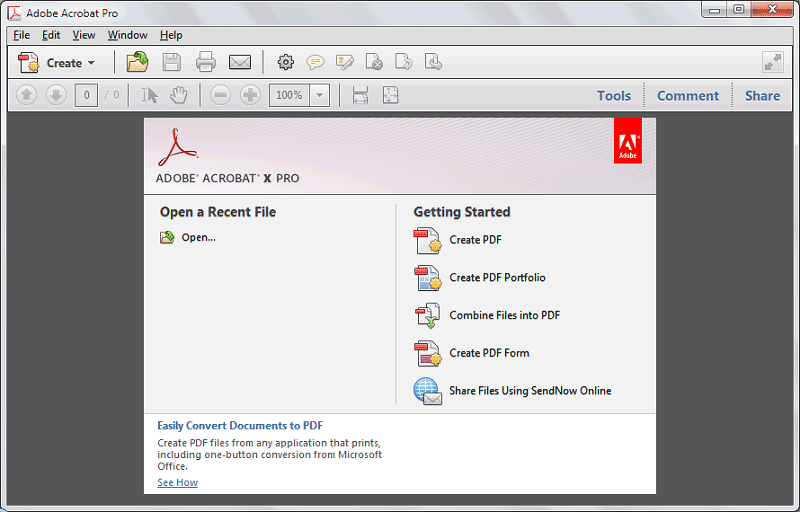 Adobe Acrobat Pro
File Edit View Window Help
Create
0 / 0 100% Tools Comment Share
Adobe
ADOBE® ACROBAT® X PRO
Open a Recent File
Open...
Getting Started
Create PDF
Create PDF Portfolio
Combine Files into PDF
Create PDF Form
Share Files Using SendNow Online
Easily Convert Documents to PDF
Create PDF files from any application that prints,
including one-button conversion from Microsoft
Office.
See How